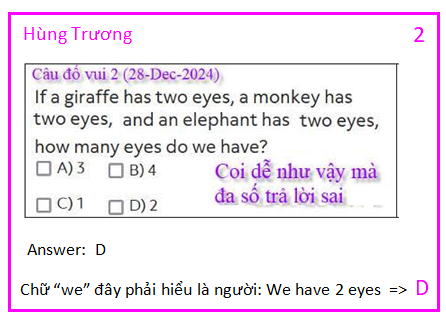 Hùng Trương 2
Câu đố vui 2 (28-Dec-2024)
If a giraffe has two eyes, a monkey has
two eyes, and an elephant has two eyes,
how many eyes do we have?
A) 3 B) 4
C) 1 D) 2
Coi dễ như vậy mà
đa số trả lời sai
Answer: D
Chữ “we” đây phải hiểu là người: We have 2 eyes => D